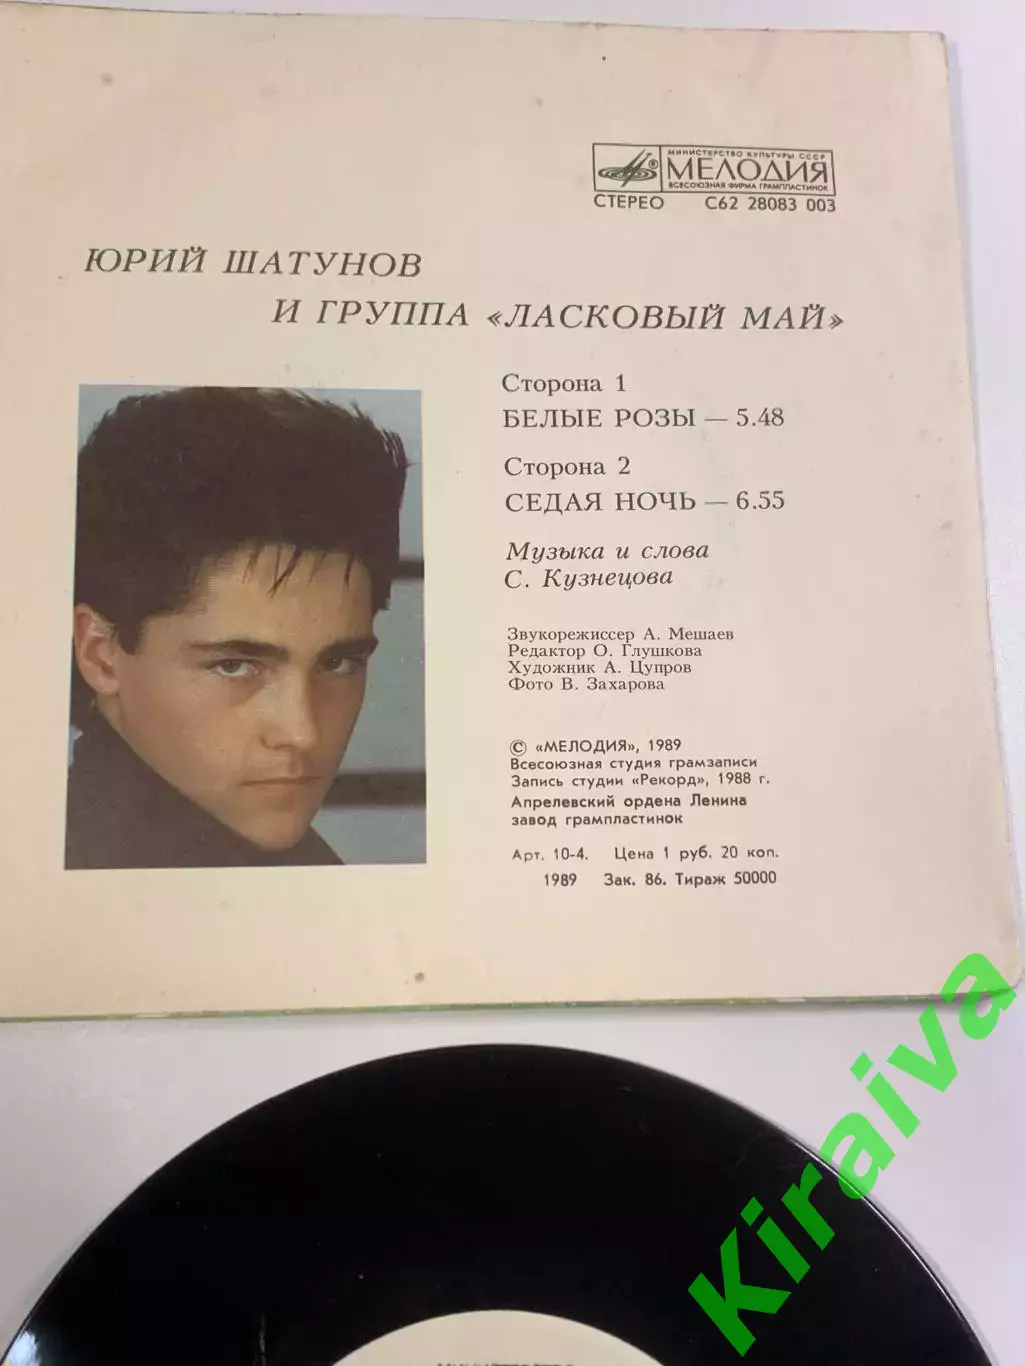 МИНИСТЕРСТВО КУЛЬТУРЫ СССР
МЕЛОДИЯ
ВСЕСОЮЗНАЯ ФИРМА ГРАМПЛАСТИНОК
СТЕРЕО С62 28083 003
ЮРИЙ ШАТУНОВ
И ГРУППА «ЛАСКОВЫЙ МАЙ»
Сторона 1
БЕЛЫЕ РОЗЫ — 5.48
Сторона 2
СЕДАЯ НОЧЬ — 6.55
Музыка и слова
С. Кузнецова
Звукорежиссер А. Мешаев
Редактор О. Глушкова
Художник А. Цупров
Фото В. Захарова
© «МЕЛОДИЯ», 1989
Всесоюзная студия грамзаписи
Запись студии «Рекорд», 1988 г.
Апрелевский ордена Ленина
завод грампластинок
Арт. 10-4. Цена 1 руб. 20 коп.
1989 Зак. 86. Тираж 50000
Kiraiva